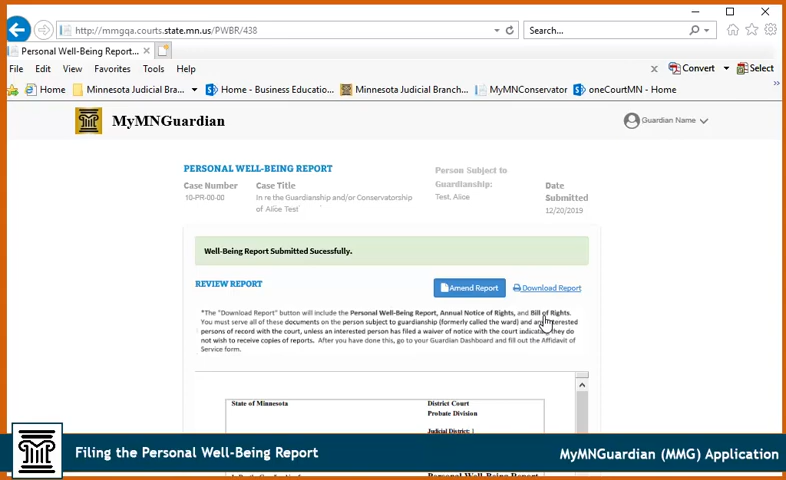 http://mmgqa.courts.state.mn.us/PWBR/438
Search...
Personal Well-Being Report...
File Edit View Favorites Tools Help
Convert Select
Home Minnesota Judicial Bra... Home - Business Educatio... Minnesota Judicial Branch... MyMNConservator oneCourtMN - Home
MyMNGuardian
Guardian Name
PERSONAL WELL-BEING REPORT
Person Subject to Guardianship:
Case Number Case Title
Date Submitted
10-PR-00-00 In re the Guardianship and/or Conservatorship of Alice Test
Test, Alice
12/20/2019
Well-Being Report Submitted Sucessfully.
REVIEW REPORT
Amend Report Download Report
*The "Download Report" button will include the Personal Well-Being Report, Annual Notice of Rights, and Bill of Rights.
You must serve all of these documents on the person subject to guardianship (formerly called the ward) and any interested
persons of record with the court, unless an interested person has filed a waiver of notice with the court indicating they do
not wish to receive copies of reports. After you have done this, go to your Guardian Dashboard and fill out the Affidavit of
Service form.
State of Minnesota District Court
Probate Division
Judicial District:
Personal Well-Being Report
Filing the Personal Well-Being Report
MyMNGuardian (MMG) Application